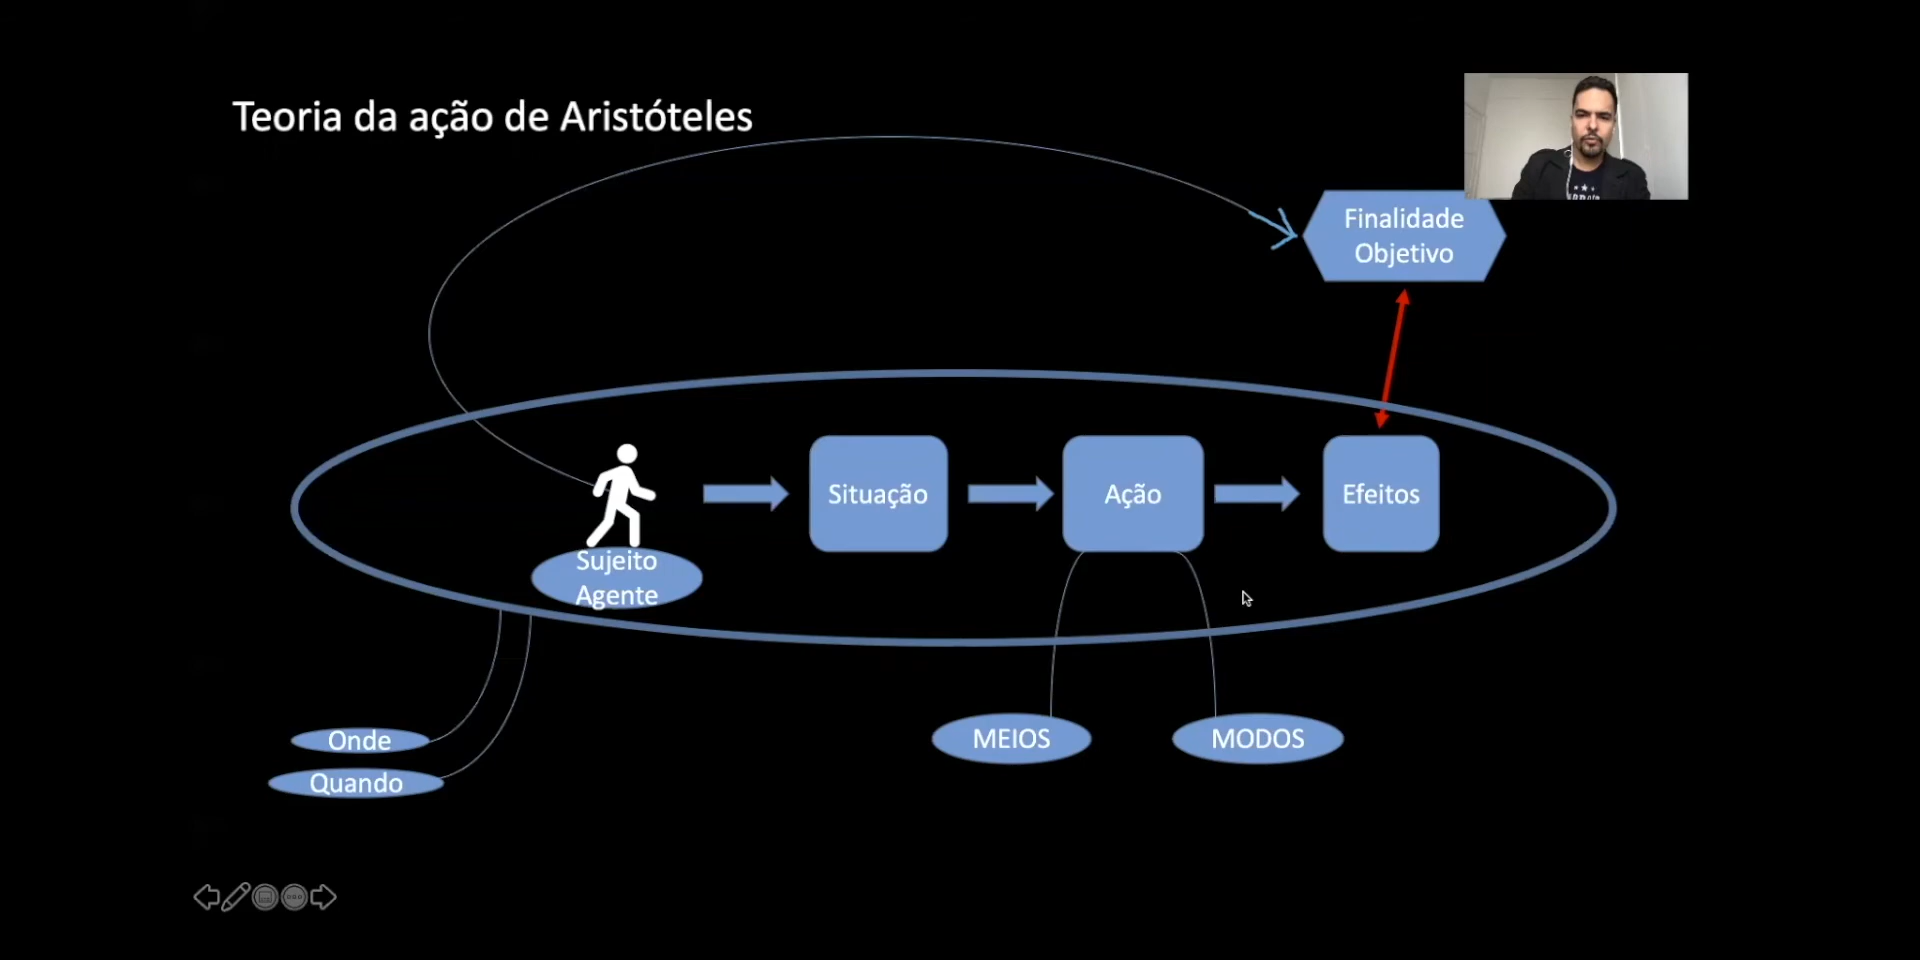 Teoria da ação de Aristóteles
Finalidade
Objetivo
Situação
Ação
Efeitos
Sujeito
Agente
Onde
Quando
MEIOS
MODOS